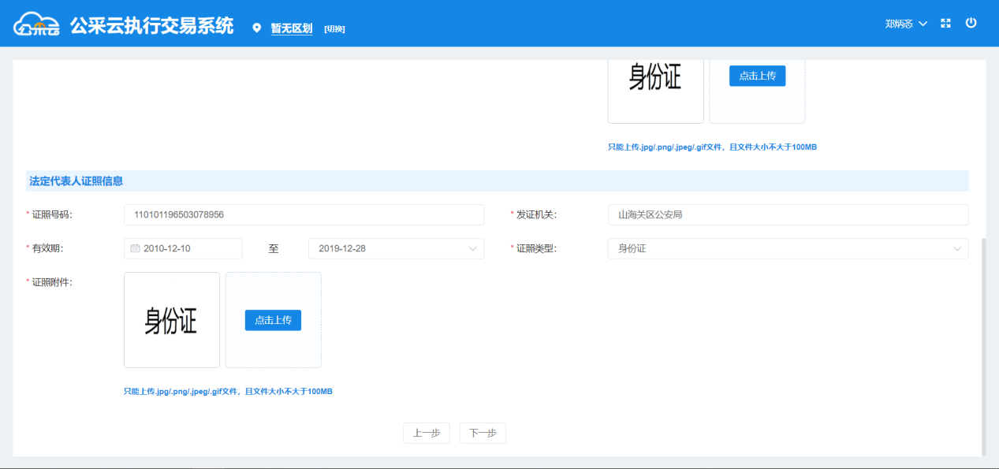 公采云 公采云执行交易系统 暂无区划 [切换] 郑炳忞
身份证 点击上传
只能上传.jpg/.png/.jpeg/.gif文件，且文件大小不大于100MB
法定代表人证照信息
* 证照号码： 110101196503078956 * 发证机关： 山海关区公安局
* 有效期： 2010-12-10 至 2019-12-28 * 证照类型： 身份证
* 证照附件：
身份证 点击上传
只能上传.jpg/.png/.jpeg/.gif文件，且文件大小不大于100MB
上一步 下一步